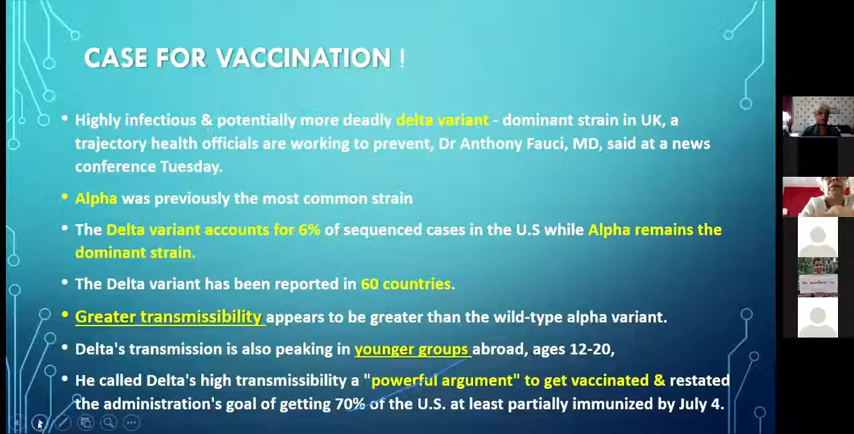 CASE FOR VACCINATION !
• Highly infectious & potentially more deadly delta variant - dominant strain in UK, a
trajectory health officials are working to prevent, Dr Anthony Fauci, MD, said at a news
conference Tuesday.
• Alpha was previously the most common strain
• The Delta variant accounts for 6% of sequenced cases in the U.S while Alpha remains the
dominant strain.
• The Delta variant has been reported in 60 countries.
• Greater transmissibility appears to be greater than the wild-type alpha variant.
• Delta's transmission is also peaking in younger groups abroad, ages 12-20,
• He called Delta's high transmissibility a "powerful argument" to get vaccinated & restated
the administration's goal of getting 70% of the U.S. at least partially immunized by July 4.